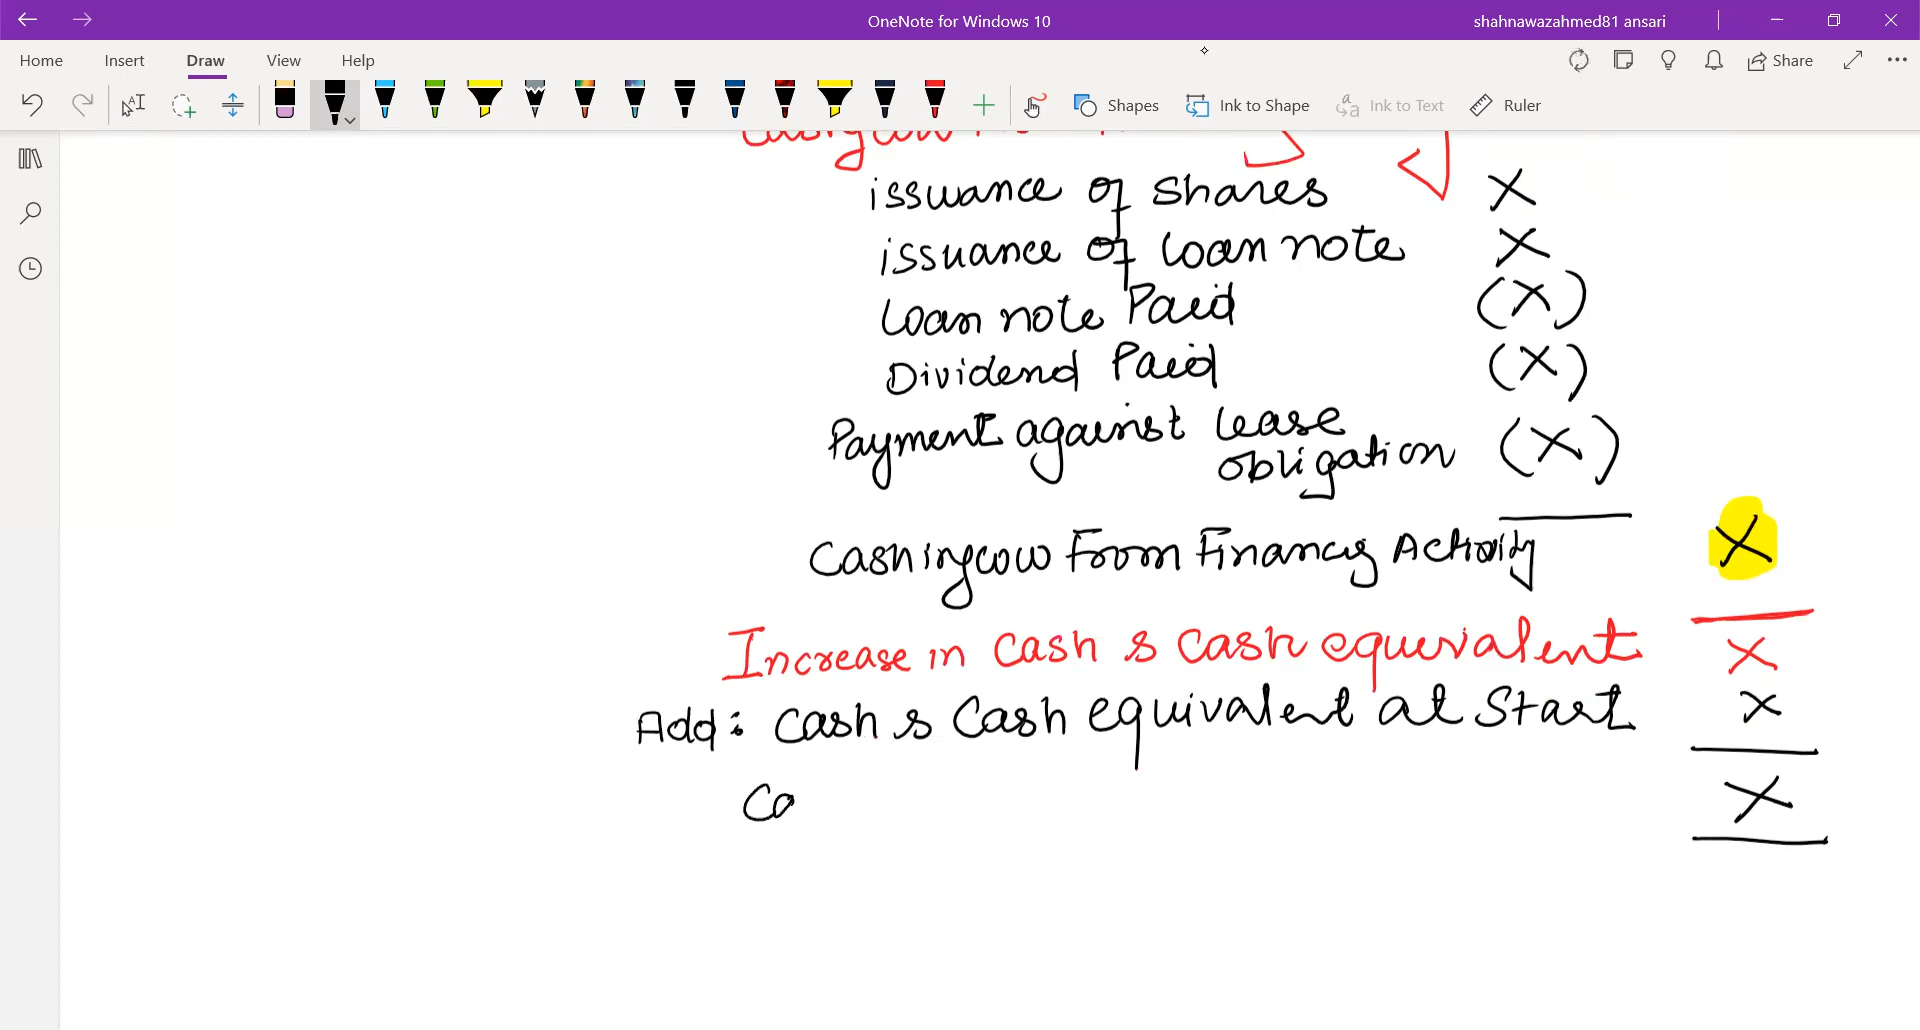 OneNote for Windows 10
shahnawazahmed81 ansari
Home Insert Draw View Help
Share
Shapes Ink to Shape Ink to Text Ruler
issuance of shares X
issuance of loan note X
Loan note Paid (X)
Dividend Paid (X)
Payment against lease
obligation (X)
Cash inflow From Financig Activity X
Increase in cash & cash equivalent X
Add: cash & cash equivalent at Start X
Ca X